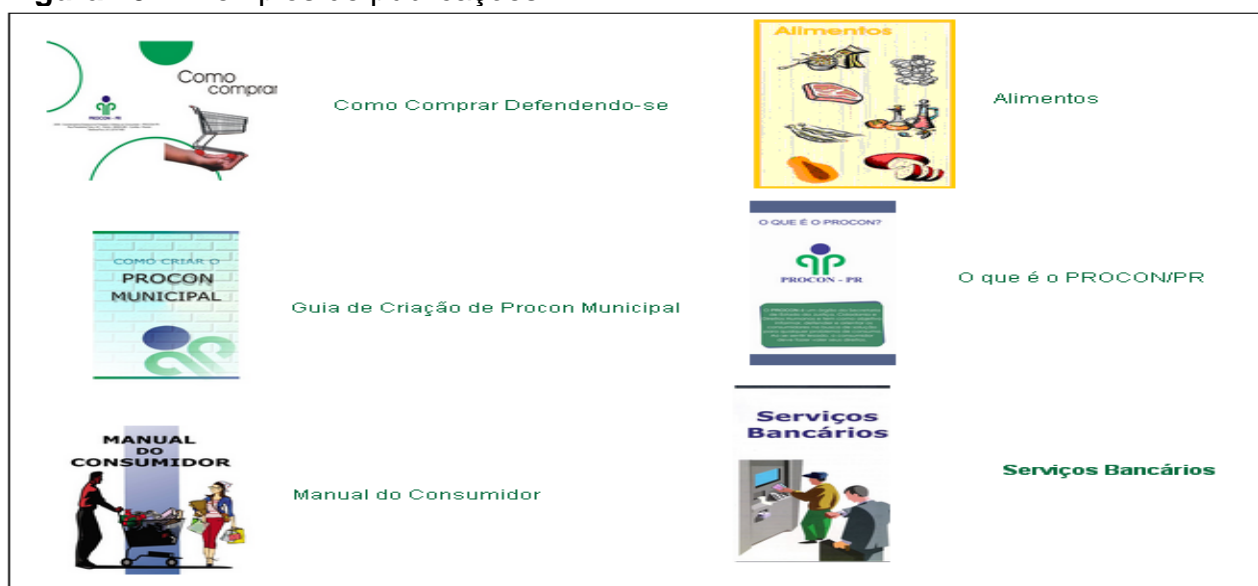 Como
comprar
PROCON - PR
Como Comprar Defendendo-se
Alimentos
Alimentos
COMO CRIAR O
PROCON
MUNICIPAL
Guia de Criação de Procon Municipal
O QUE É O PROCON?
PROCON - PR
O que é o PROCON/PR
MANUAL
DO
CONSUMIDOR
Manual do Consumidor
Serviços
Bancários
Serviços Bancários